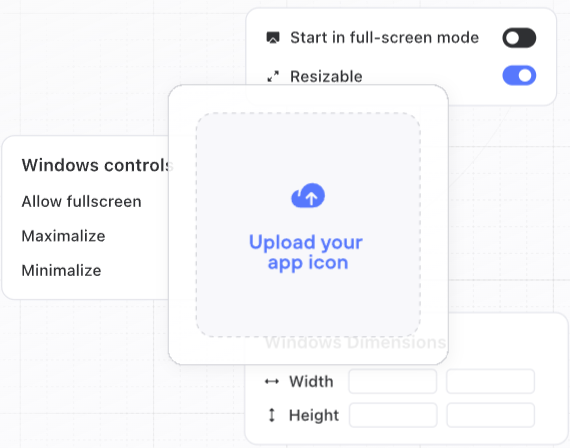 Start in full-screen mode
Resizable
Windows controls
Allow fullscreen
Maximalize
Minimalize
Upload your
app icon
Windows Dimensions
Width
Height